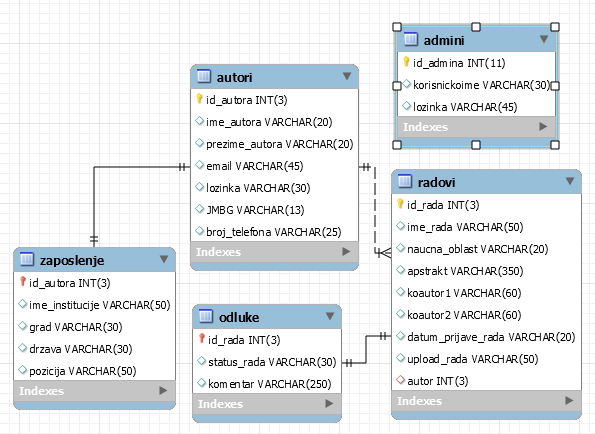 admini
id_admina INT(11)
korisnickoime VARCHAR(30)
lozinka VARCHAR(45)
Indexes
autori
id_autora INT(3)
ime_autora VARCHAR(20)
prezime_autora VARCHAR(20)
email VARCHAR(45)
lozinka VARCHAR(30)
JMBG VARCHAR(13)
broj_telefona VARCHAR(25)
Indexes
radovi
id_rada INT(3)
ime_rada VARCHAR(50)
naucna_oblast VARCHAR(20)
apstrakt VARCHAR(350)
koautor1 VARCHAR(60)
koautor2 VARCHAR(60)
datum_prijave_rada VARCHAR(20)
upload_rada VARCHAR(50)
autor INT(3)
Indexes
zaposlenje
id_autora INT(3)
ime_institucije VARCHAR(50)
grad VARCHAR(30)
drzava VARCHAR(30)
pozicija VARCHAR(50)
Indexes
odluke
id_rada INT(3)
status_rada VARCHAR(30)
komentar VARCHAR(250)
Indexes